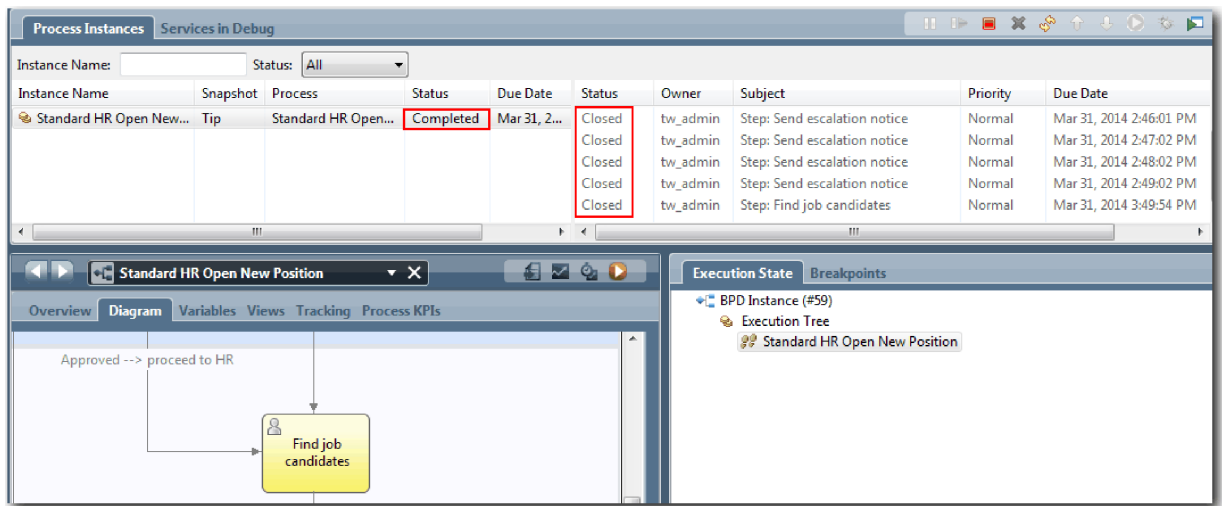 Process Instances Services in Debug
Instance Name: Status: All
Instance Name Snapshot Process Status Due Date Status Owner Subject Priority Due Date
Standard HR Open New... Tip Standard HR Open... Completed Mar 31, 2... Closed tw_admin Step: Send escalation notice Normal Mar 31, 2014 2:46:01 PM
Closed tw_admin Step: Send escalation notice Normal Mar 31, 2014 2:47:02 PM
Closed tw_admin Step: Send escalation notice Normal Mar 31, 2014 2:48:02 PM
Closed tw_admin Step: Send escalation notice Normal Mar 31, 2014 2:49:02 PM
Closed tw_admin Step: Find job candidates Normal Mar 31, 2014 3:49:54 PM
Standard HR Open New Position
Overview Diagram Variables Views Tracking Process KPIs
Approved --> proceed to HR
Find job
candidates
Execution State Breakpoints
BPD Instance (#59)
Execution Tree
Standard HR Open New Position